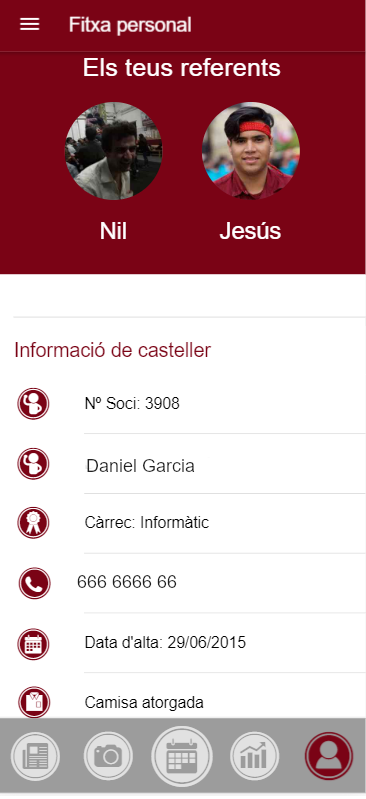 Fitxa personal
Els teus referents
Nil
Jesús
Informació de casteller
Nº Soci: 3908
Daniel Garcia
Càrrec: Informàtic
666 6666 66
Data d'alta: 29/06/2015
Camisa atorgada